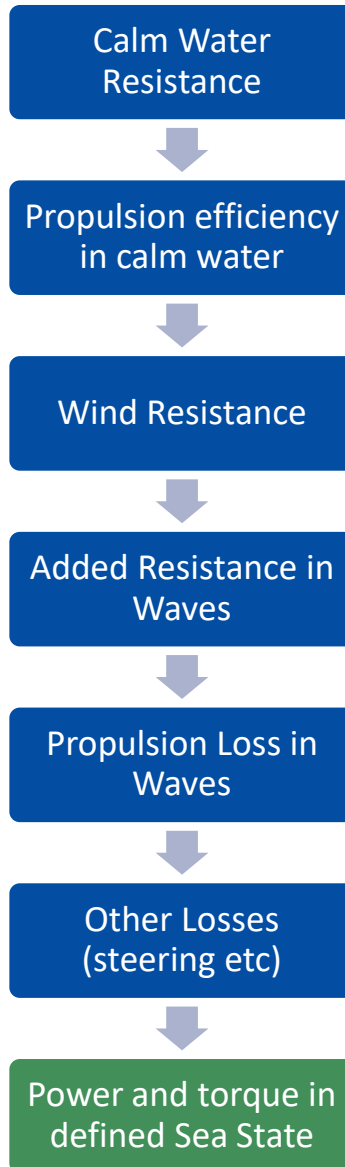 Calm Water
Resistance
Propulsion efficiency
in calm water
Wind Resistance
Added Resistance in
Waves
Propulsion Loss in
Waves
Other Losses
(steering etc)
Power and torque in
defined Sea State